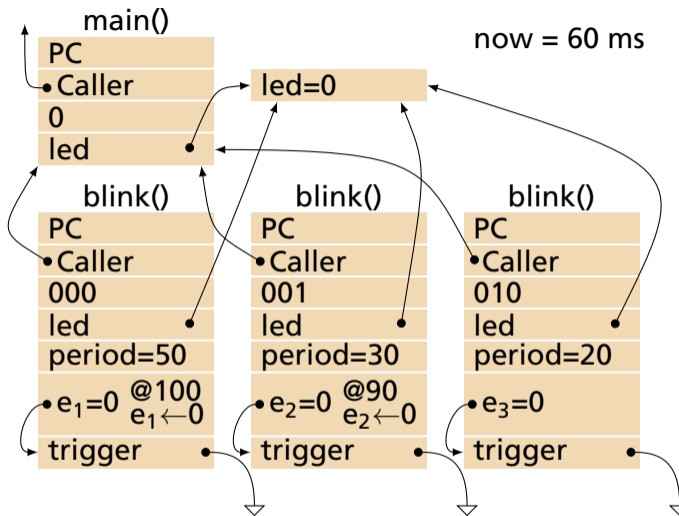 main()
PC
Caller
0
led
led=0
now = 60 ms
blink()
PC
Caller
000
led
period=50
e₁=0 @100
e₁←0
trigger
blink()
PC
Caller
001
led
period=30
e₂=0 @90
e₂←0
trigger
blink()
PC
Caller
010
led
period=20
e₃=0
trigger